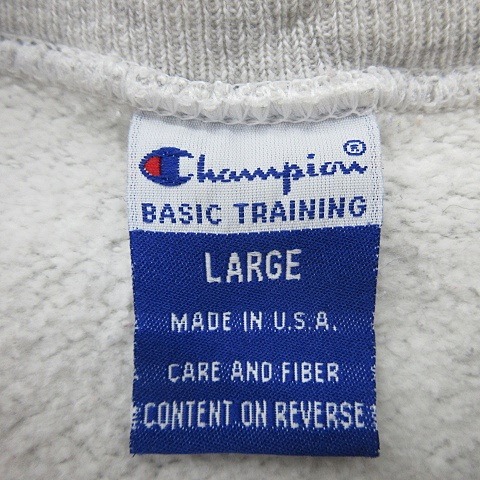 Champion®
BASIC TRAINING
LARGE
MADE IN U.S.A.
CARE AND FIBER
CONTENT ON REVERSE